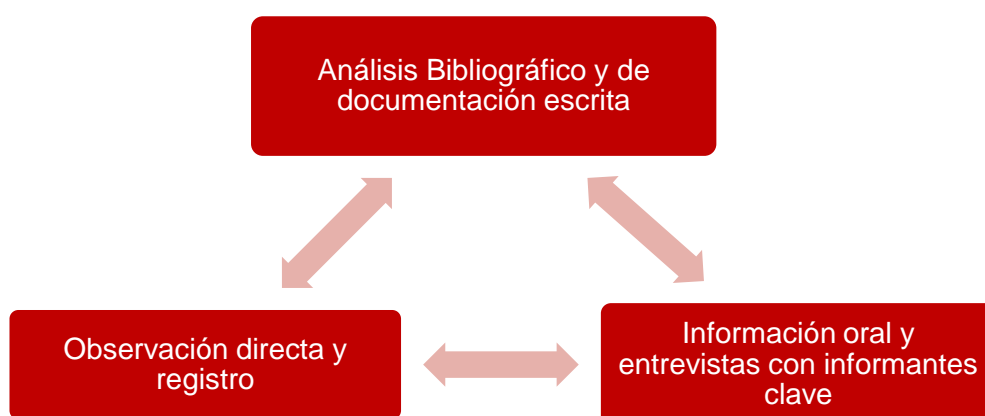 Análisis Bibliográfico y de
documentación escrita
Observación directa y
registro
Información oral y
entrevistas con informantes
clave